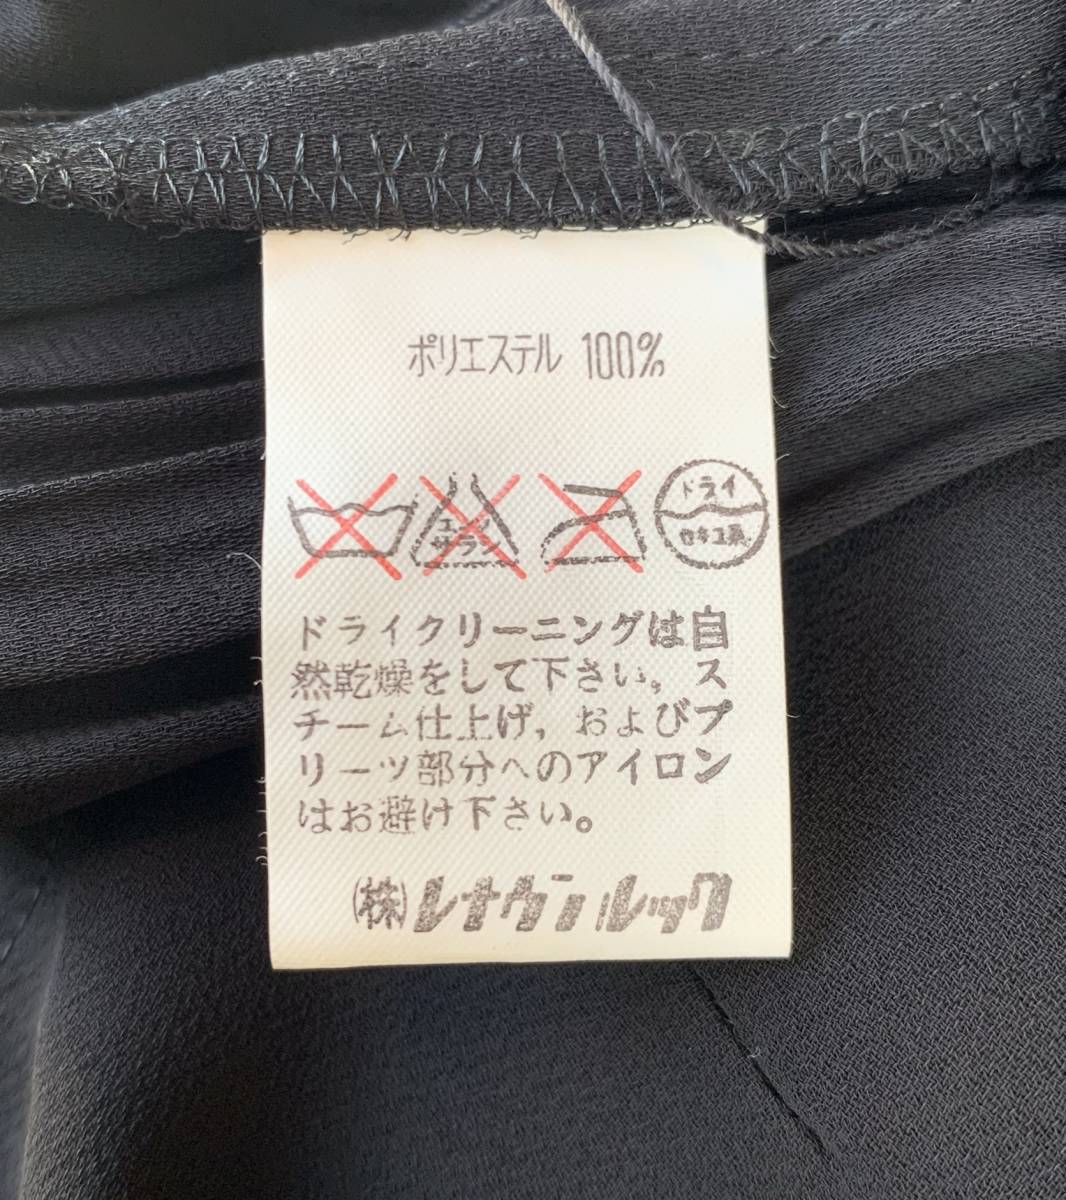 ポリエステル 100%
エンソ
サラシ
ドライ
セキユ系
ドライクリーニングは自
然乾燥をして下さい, ス
チーム仕上げ, およびプ
リーツ部分へのアイロン
はお避け下さい。
(株)レナウンルック